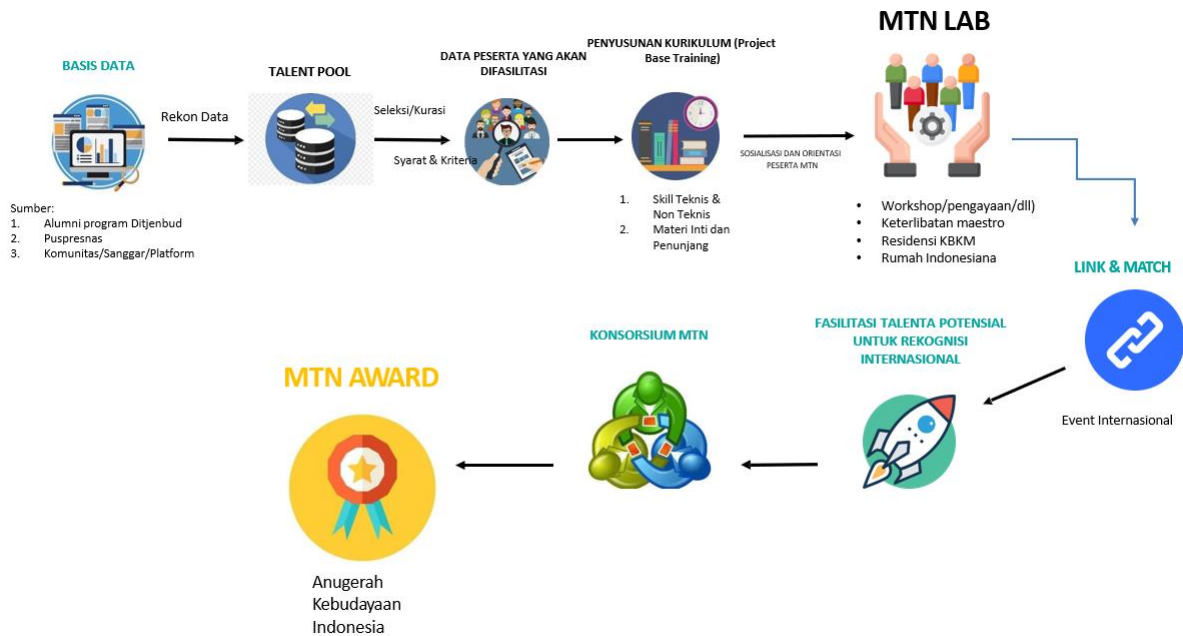 BASIS DATA
Rekon Data
Sumber:
1. Alumni program Ditjenbud
2. Puspresnas
3. Komunitas/Sanggar/Platform
TALENT POOL
Seleksi/Kurasi
Syarat & Kriteria
DATA PESERTA YANG AKAN
DIFASILITASI
PENYUSUNAN KURIKULUM (Project
Base Training)
1. Skill Teknis &
Non Teknis
2. Materi Inti dan
Penunjang
SOSIALISASI DAN ORIENTASI
PESERTA MTN
MTN LAB
• Workshop/pengayaan/dll)
• Keterlibatan maestro
• Residensi KBKM
• Rumah Indonesiana
LINK & MATCH
Event Internasional
FASILITASI TALENTA POTENSIAL
UNTUK REKOGNISI
INTERNASIONAL
KONSORSIUM MTN
MTN AWARD
Anugerah
Kebudayaan
Indonesia